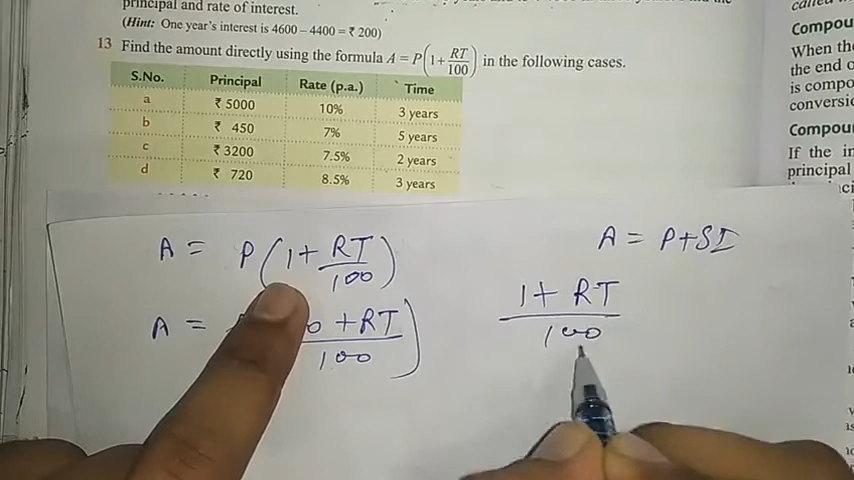 principal and rate of interest.
(Hint: One year's interest is 4600 – 4400 = ₹ 200)
13 Find the amount directly using the formula A = P(1 + RT/100) in the following cases.
S.No. Principal Rate (p.a.) Time
a ₹ 5000 10% 3 years
b ₹ 450 7% 5 years
c ₹ 3200 7.5% 2 years
d ₹ 720 8.5% 3 years
Compou
When the
the end o
is compo
conversio
Compoun
If the in
principal
A = P(1 + RT/100)
A = P + SI
A = 0 + RT/100)
1 + RT/100